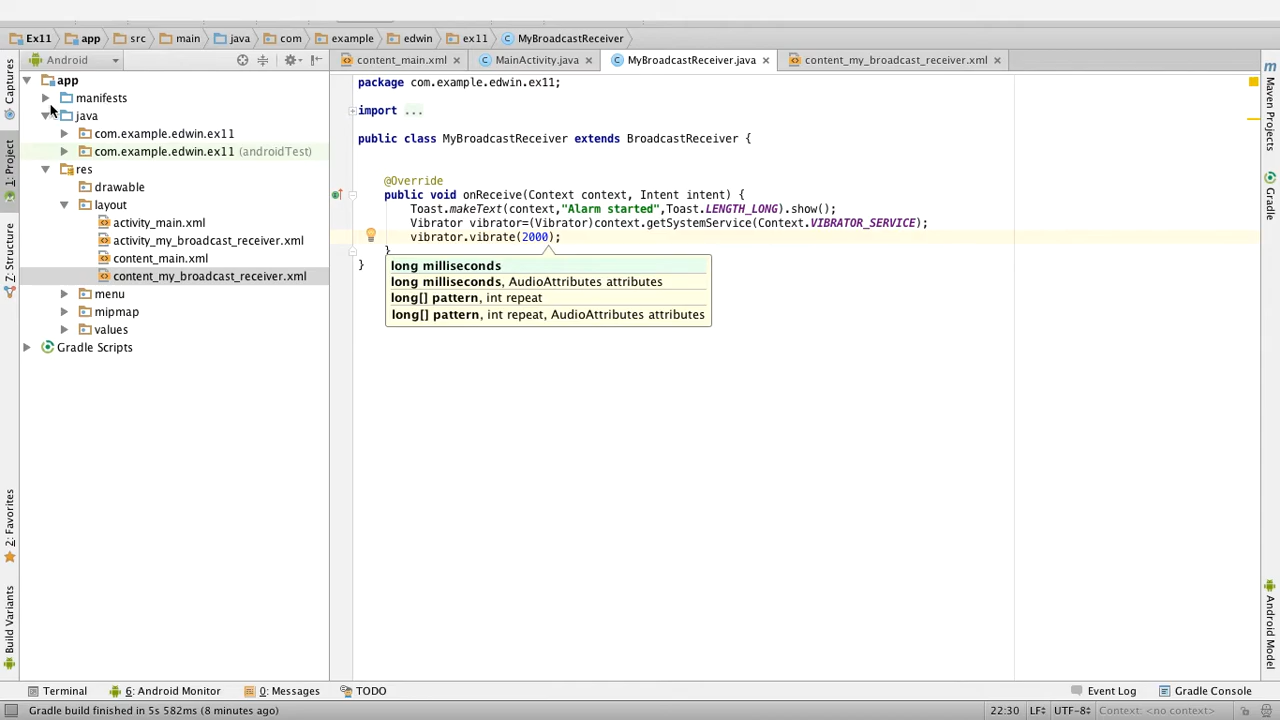 Ex11 app src main java com example edwin ex11 MyBroadcastReceiver
Android content_main.xml MainActivity.java MyBroadcastReceiver.java content_my_broadcast_receiver.xml
Captures
1: Project
Z: Structure
2: Favorites
Build Variants
app
manifests
java
com.example.edwin.ex11
com.example.edwin.ex11 (androidTest)
res
drawable
layout
activity_main.xml
activity_my_broadcast_receiver.xml
content_main.xml
content_my_broadcast_receiver.xml
menu
mipmap
values
Gradle Scripts
package com.example.edwin.ex11;
import ...
public class MyBroadcastReceiver extends BroadcastReceiver {
@Override
public void onReceive(Context context, Intent intent) {
Toast.makeText(context,"Alarm started",Toast.LENGTH_LONG).show();
Vibrator vibrator=(Vibrator)context.getSystemService(Context.VIBRATOR_SERVICE);
vibrator.vibrate(2000);
}
}
long milliseconds
long milliseconds, AudioAttributes attributes
long[] pattern, int repeat
long[] pattern, int repeat, AudioAttributes attributes
m Maven Projects
Gradle
Android Model
Terminal 6: Android Monitor 0: Messages TODO Event Log Gradle Console
Gradle build finished in 5s 582ms (8 minutes ago) 22:30 LF UTF-8 Context: <no context>